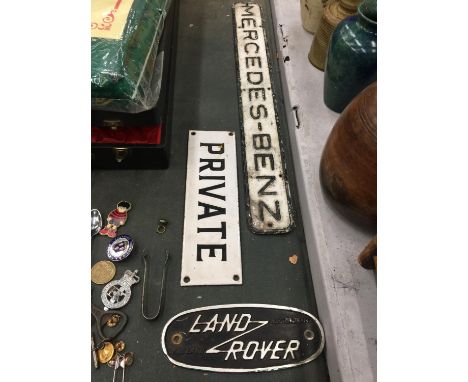 MERCEDES-BENZ.
PRIVATE
LAND
ROVER